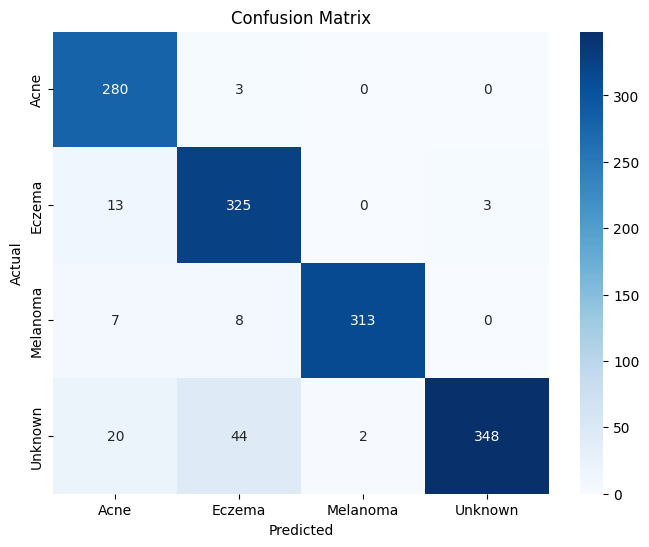 Confusion Matrix
Actual
Acne 280 3 0 0
Eczema 13 325 0 3
Melanoma 7 8 313 0
Unknown 20 44 2 348
Acne Eczema Melanoma Unknown
Predicted
300
250
200
150
100
50
0